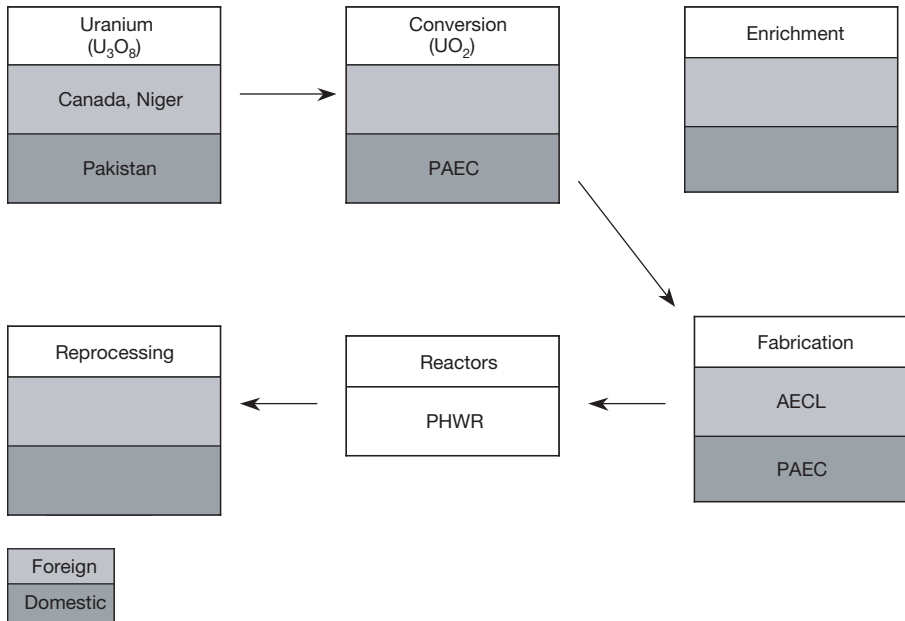 Uranium
(U₃O₈)
Canada, Niger
Pakistan
Conversion
(UO₂)
PAEC
Enrichment
Reprocessing
Reactors
PHWR
Fabrication
AECL
PAEC
Foreign
Domestic